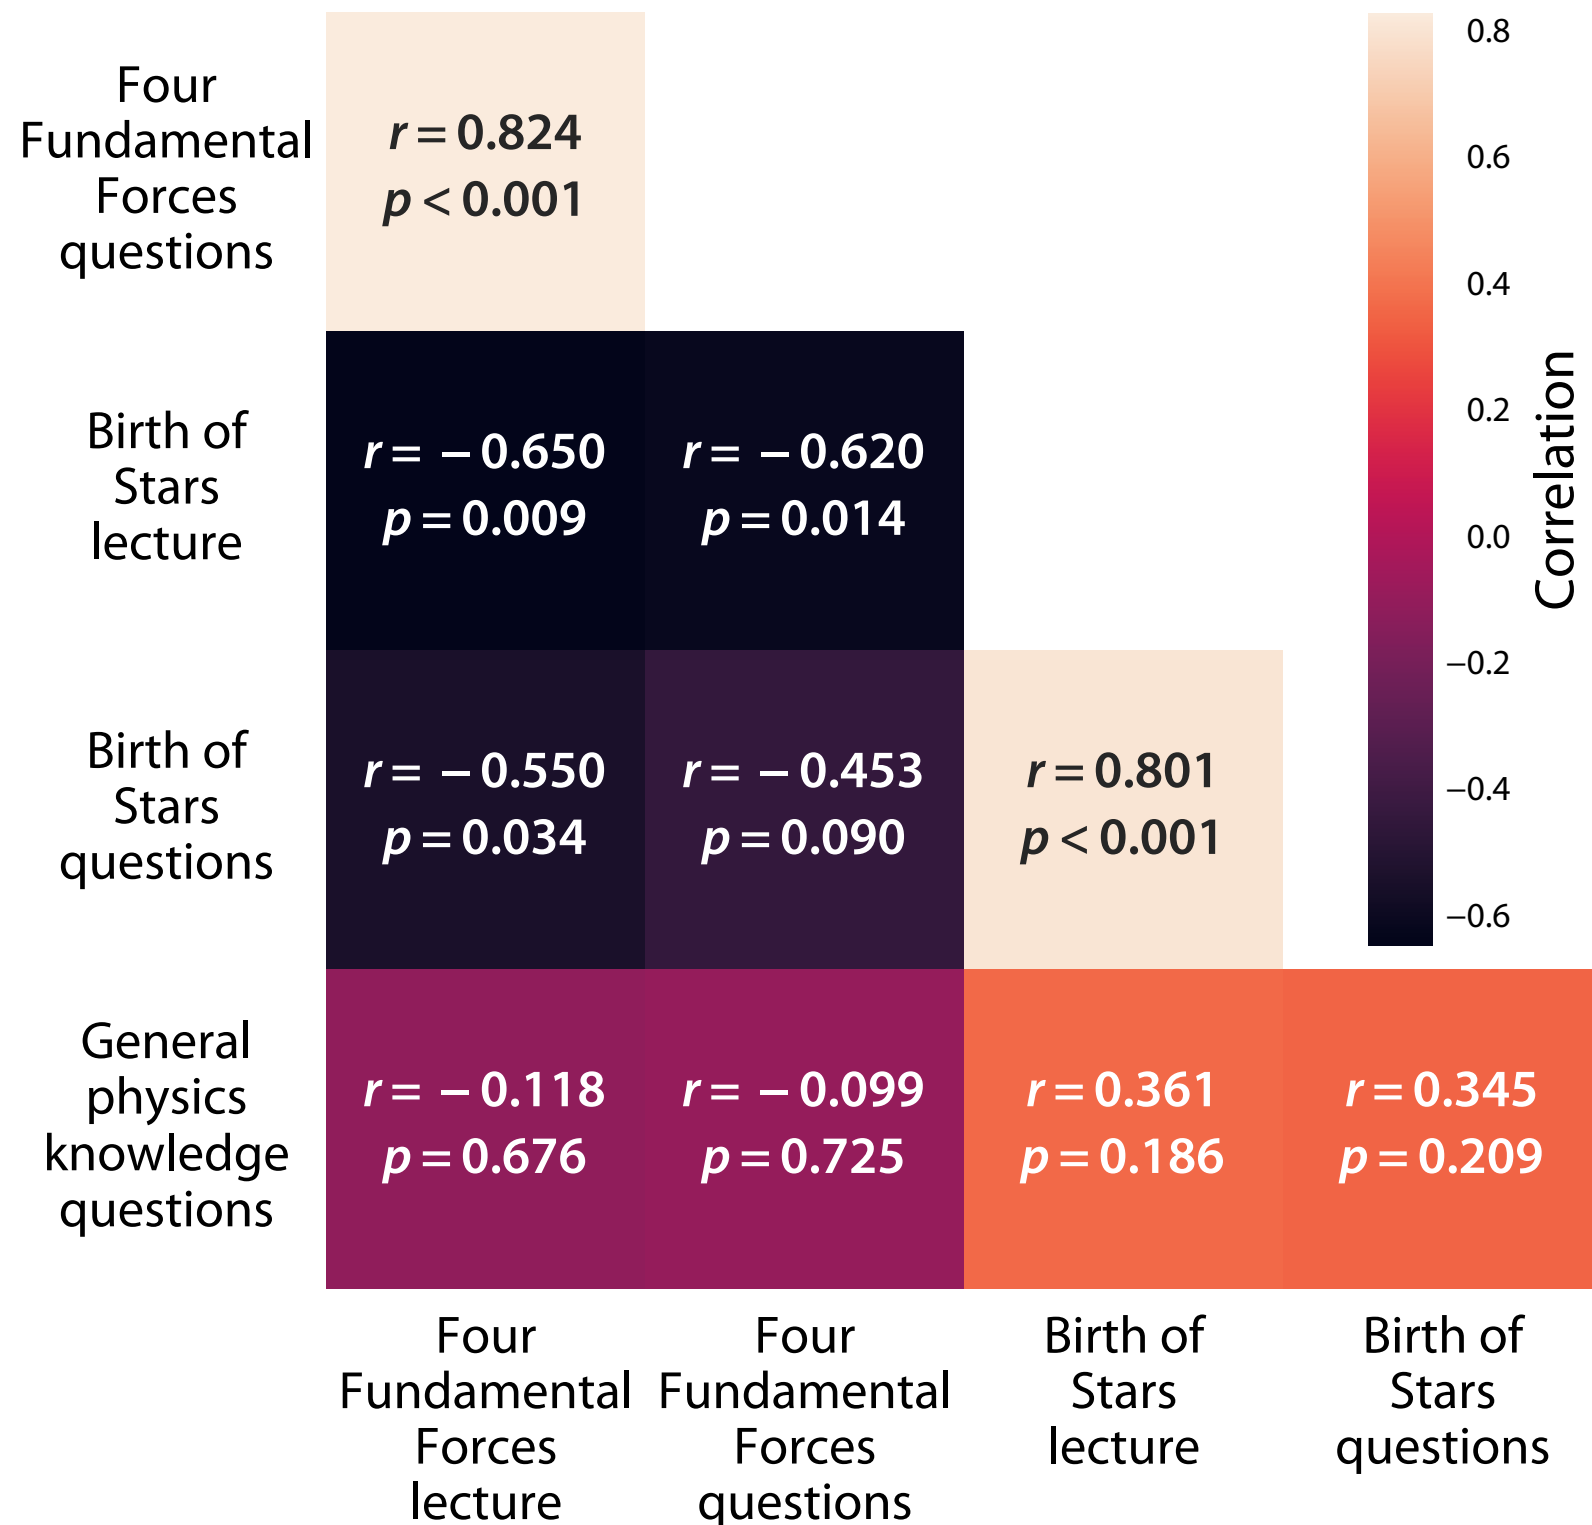 Four
Fundamental
Forces
questions
r = 0.824
p < 0.001
Birth of
Stars
lecture
r = − 0.650
p = 0.009
r = − 0.620
p = 0.014
Birth of
Stars
questions
r = − 0.550
p = 0.034
r = − 0.453
p = 0.090
r = 0.801
p < 0.001
General
physics
knowledge
questions
r = − 0.118
p = 0.676
r = − 0.099
p = 0.725
r = 0.361
p = 0.186
r = 0.345
p = 0.209
Four
Fundamental
Forces
lecture
Four
Fundamental
Forces
questions
Birth of
Stars
lecture
Birth of
Stars
questions
0.8
0.6
0.4
0.2
0.0
−0.2
−0.4
−0.6
Correlation